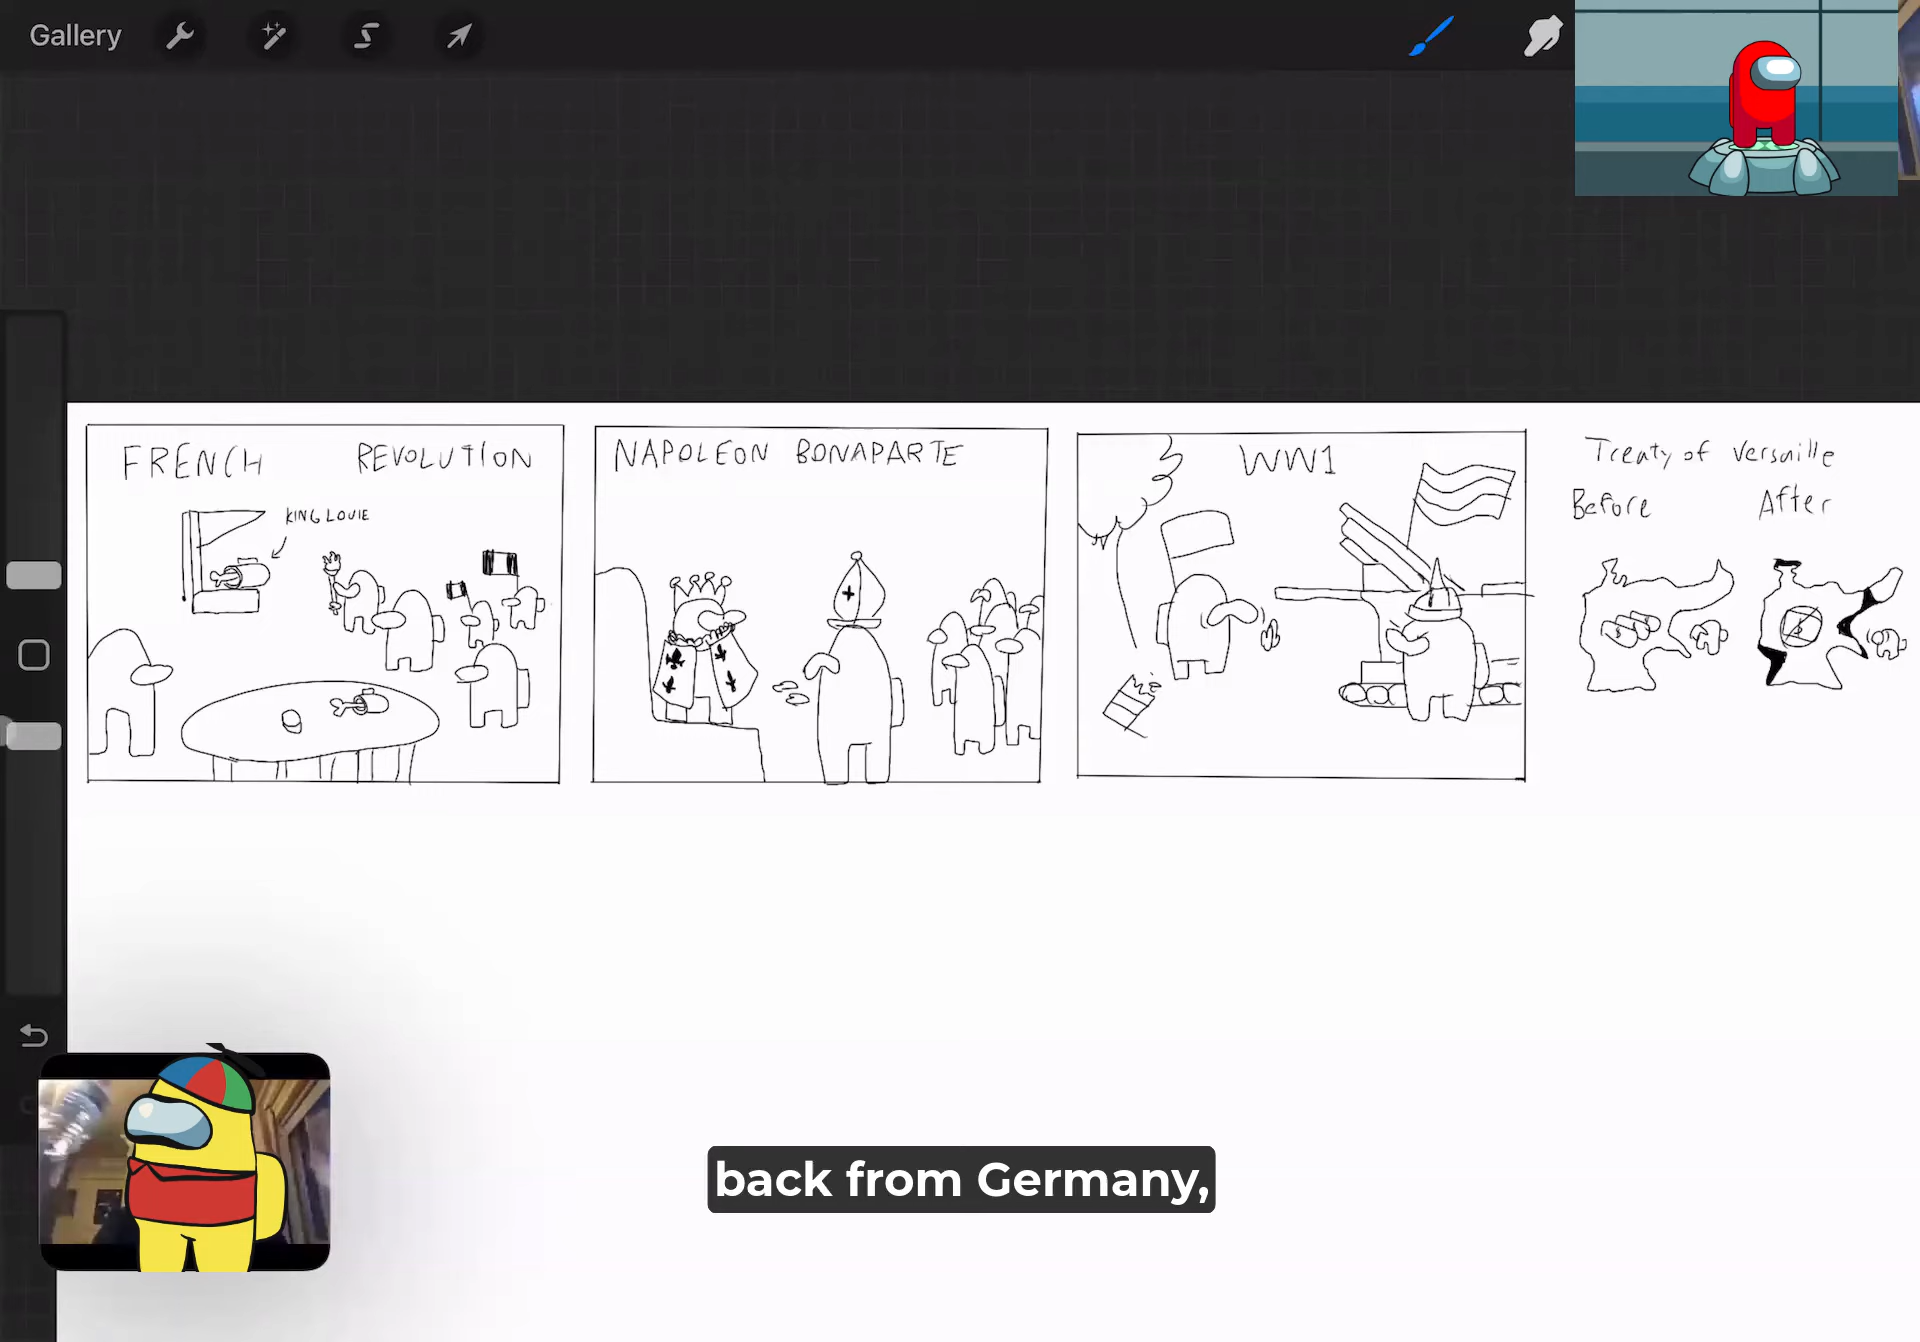 Gallery
FRENCH REVOLUTION
KING LOUIE
NAPOLEON BONAPARTE
WW1
Treaty of Versaille
Before After
back from Germany,